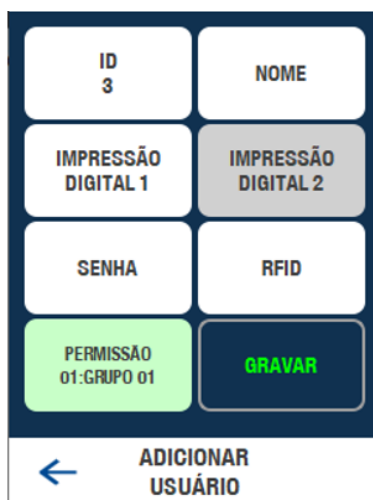 ID
3
NOME
IMPRESSÃO
DIGITAL 1
IMPRESSÃO
DIGITAL 2
SENHA
RFID
PERMISSÃO
01:GRUPO 01
GRAVAR
ADICIONAR
USUÁRIO